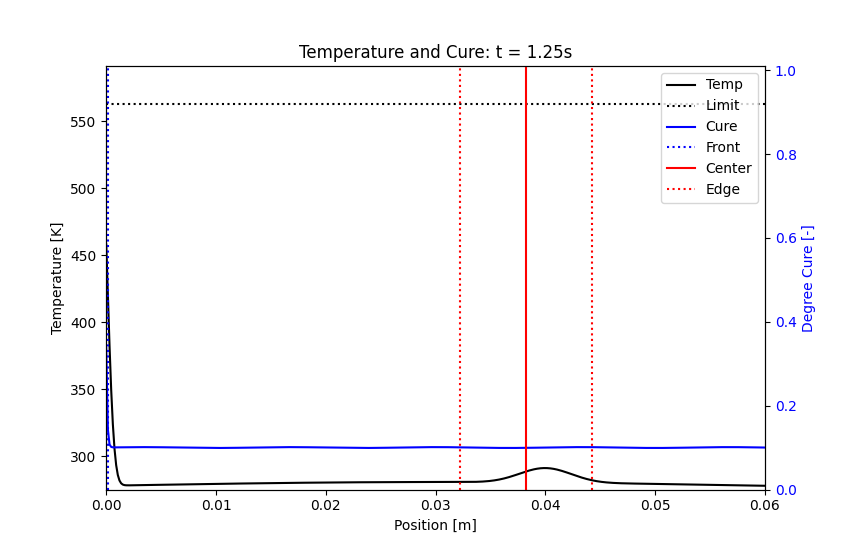 Temperature and Cure: t = 1.25s
Temp
Limit
Cure
Front
Center
Edge
Temperature [K]
550
500
450
400
350
300
Degree Cure [-]
1.0
0.8
0.6
0.4
0.2
0.0
0.00 0.01 0.02 0.03 0.04 0.05 0.06
Position [m]